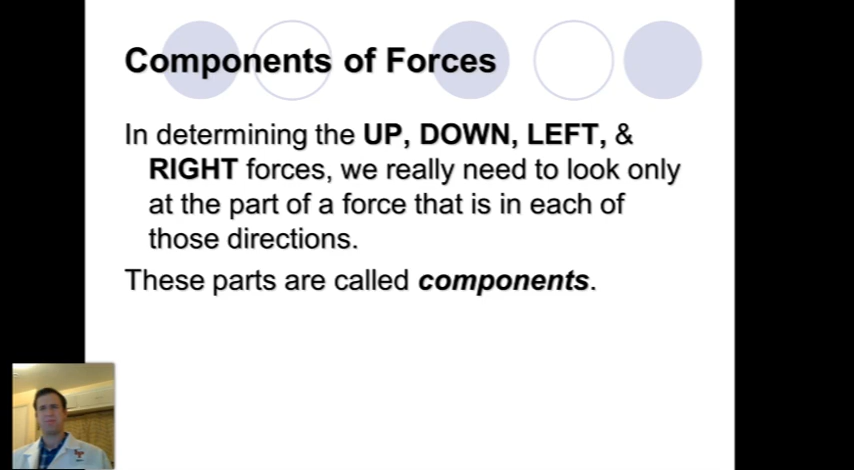 Components of Forces
In determining the UP, DOWN, LEFT, &
RIGHT forces, we really need to look only
at the part of a force that is in each of
those directions.
These parts are called components.